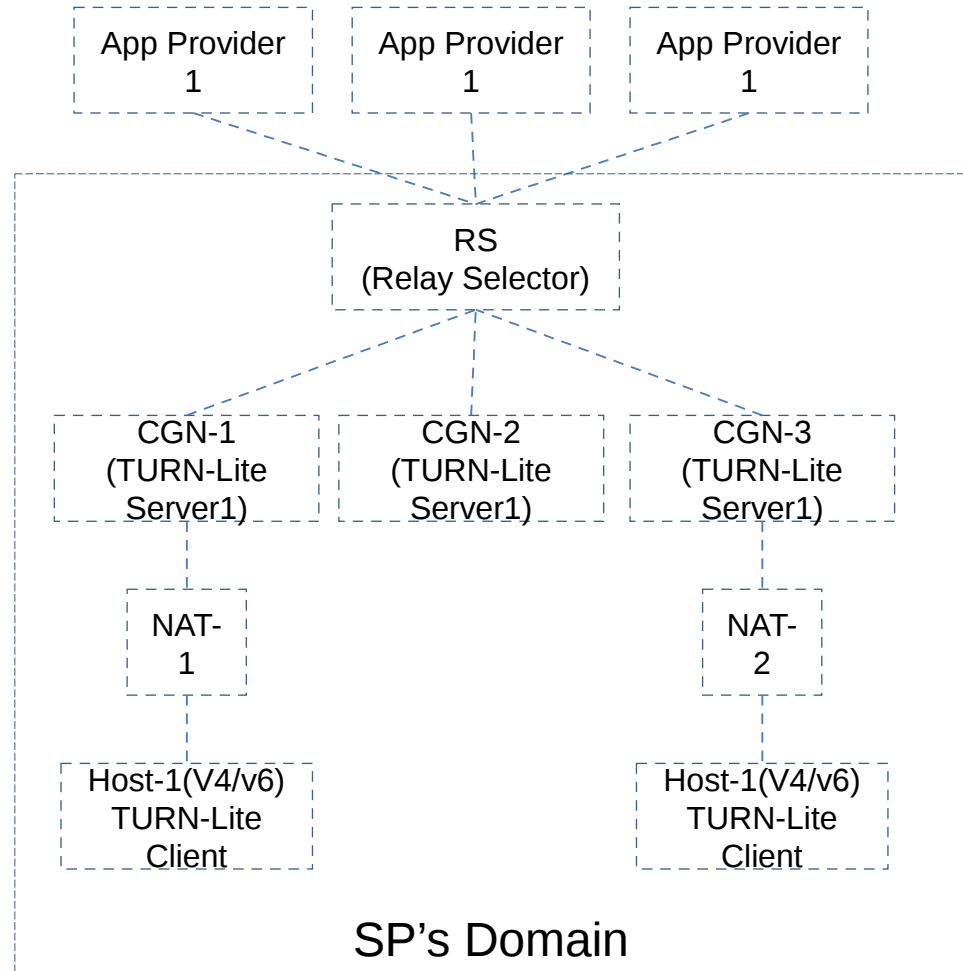 App Provider
1
App Provider
1
App Provider
1
RS
(Relay Selector)
CGN-1
(TURN-Lite
Server1)
CGN-2
(TURN-Lite
Server1)
CGN-3
(TURN-Lite
Server1)
NAT-
1
NAT-
2
Host-1(V4/v6)
TURN-Lite
Client
Host-1(V4/v6)
TURN-Lite
Client
SP's Domain